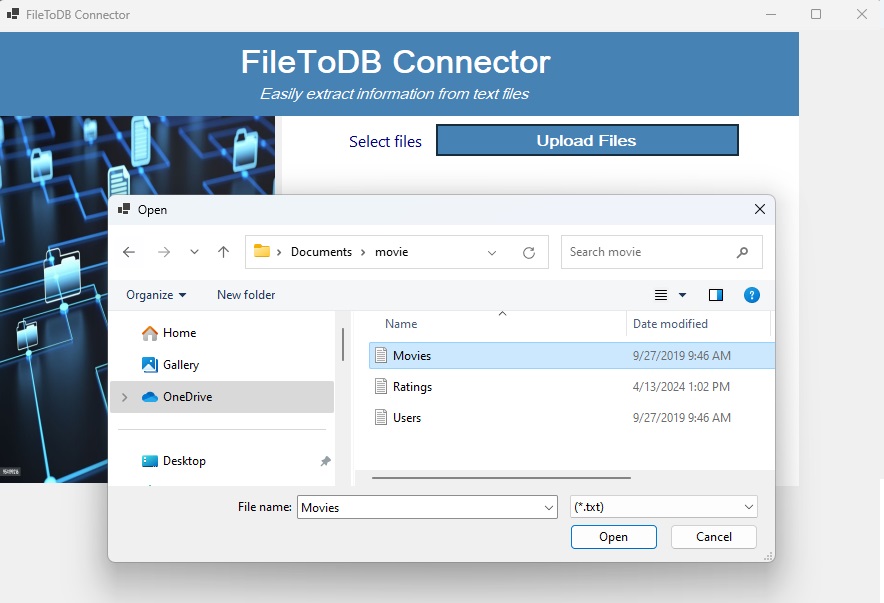 FileToDB Connector
FileToDB Connector
Easily extract information from text files
Select files
Upload Files
Open
Documents > movie
Search movie
Organize
New folder
Name
Date modified
Home
Gallery
OneDrive
Desktop
Movies 9/27/2019 9:46 AM
Ratings 4/13/2024 1:02 PM
Users 9/27/2019 9:46 AM
File name:
Movies
(*.txt)
Open
Cancel